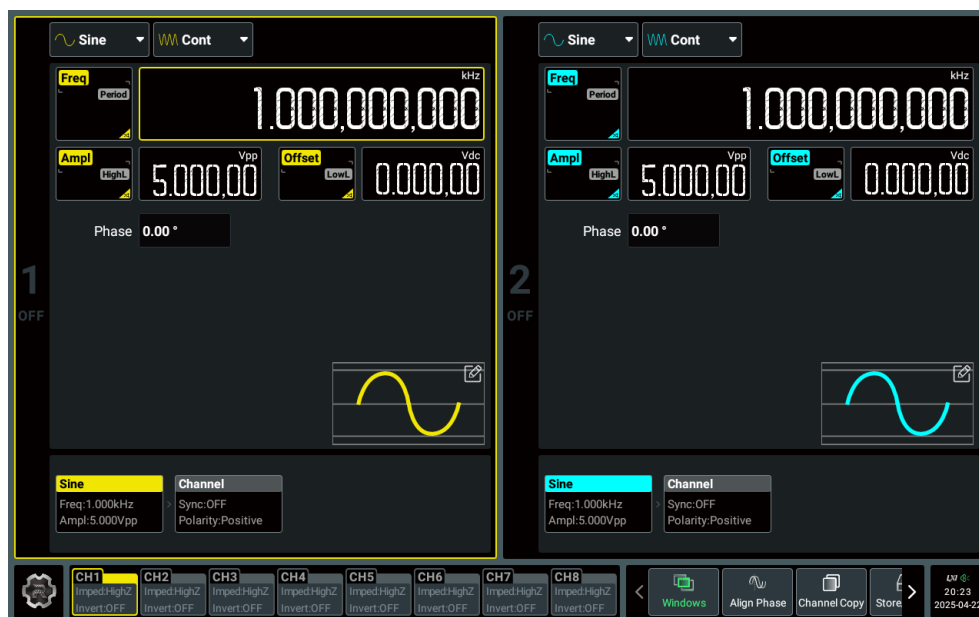 Sine
Cont
Freq
Period
kHz
1.000,000,000
Ampl
HighL
Vpp
5.000,00
Offset
LowL
Vdc
0.000,00
Phase 0.00 °
1
OFF
Sine
Freq:1.000kHz
Ampl:5.000Vpp
Channel
Sync:OFF
Polarity:Positive
Sine
Cont
Freq
Period
kHz
1.000,000,000
Ampl
HighL
Vpp
5.000,00
Offset
LowL
Vdc
0.000,00
Phase 0.00 °
2
OFF
Sine
Freq:1.000kHz
Ampl:5.000Vpp
Channel
Sync:OFF
Polarity:Positive
CH1
Imped:HighZ
Invert:OFF
CH2
Imped:HighZ
Invert:OFF
CH3
Imped:HighZ
Invert:OFF
CH4
Imped:HighZ
Invert:OFF
CH5
Imped:HighZ
Invert:OFF
CH6
Imped:HighZ
Invert:OFF
CH7
Imped:HighZ
Invert:OFF
CH8
Imped:HighZ
Invert:OFF
Windows
Align Phase
Channel Copy
Store
20:23
2025-04-22